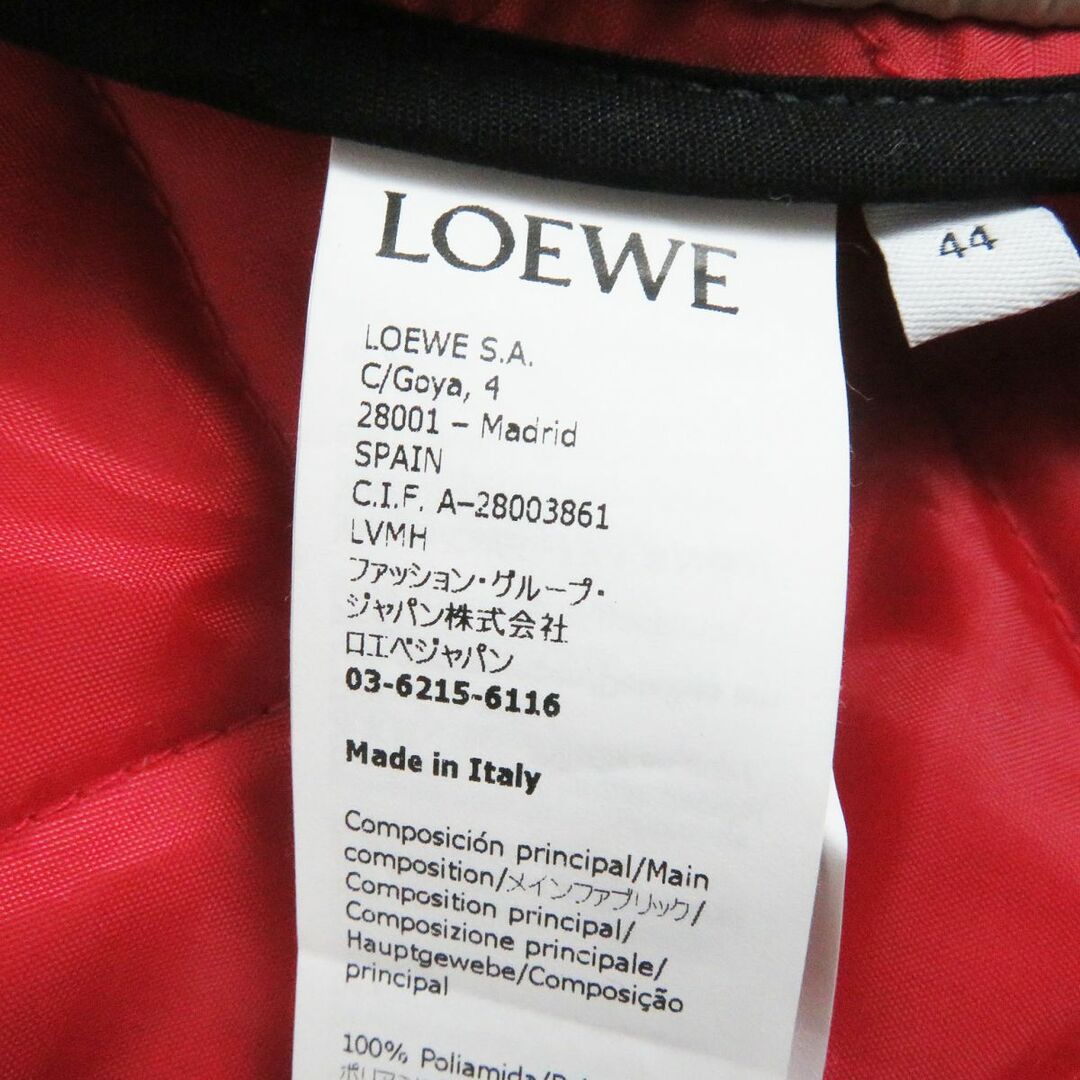 LOEWE
44
LOEWE S.A.
C/Goya, 4
28001 – Madrid
SPAIN
C.I.F. A–28003861
LVMH
ファッション・グループ・
ジャパン株式会社
ロエベジャパン
03-6215-6116
Made in Italy
Composición principal/Main
composition/メインファブリック/
Composition principal/
Composizione principale/
Hauptgewebe/Composição
principal
100% Poliamida/